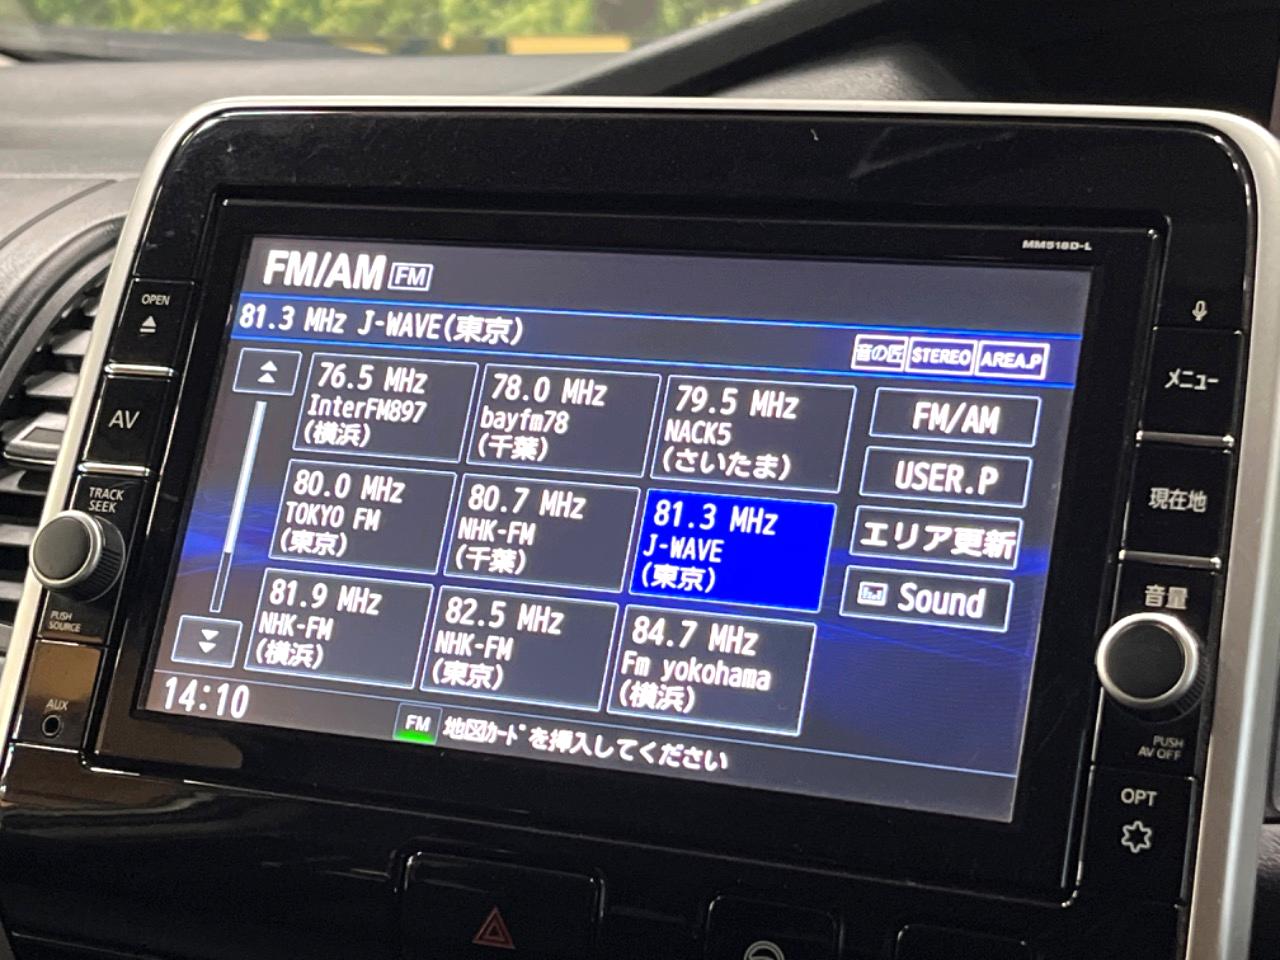 MM518D-L
OPEN
AV
TRACK
SEEK
PUSH
SOURCE
AUX
FM/AM FM
81.3 MHz J-WAVE(東京)
音の匠 STEREO AREA.P
76.5 MHz
InterFM897
(横浜)
78.0 MHz
bayfm78
(千葉)
79.5 MHz
NACK5
(さいたま)
80.0 MHz
TOKYO FM
(東京)
80.7 MHz
NHK-FM
(千葉)
81.3 MHz
J-WAVE
(東京)
81.9 MHz
NHK-FM
(横浜)
82.5 MHz
NHK-FM
(東京)
84.7 MHz
Fm yokohama
(横浜)
FM/AM
USER.P
エリア更新
Sound
14:10
FM 地図ｶｰﾄﾞを挿入してください
メニュー
現在地
音量
PUSH
AV OFF
OPT